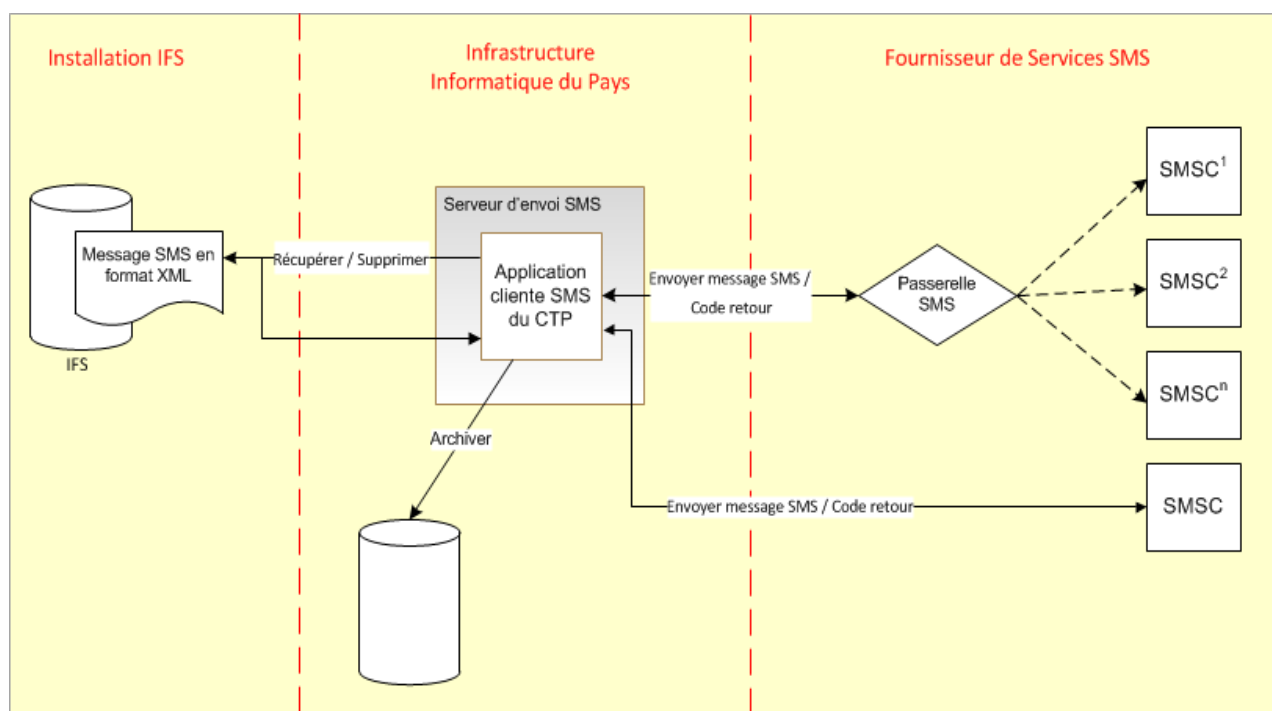 Installation IFS
Infrastructure
Informatique du Pays
Fournisseur de Services SMS
Message SMS en
format XML
IFS
Récupérer / Supprimer
Serveur d'envoi SMS
Application
cliente SMS
du CTP
Archiver
Envoyer message SMS /
Code retour
Passerelle
SMS
SMSC¹
SMSC²
SMSCⁿ
Envoyer message SMS / Code retour
SMSC